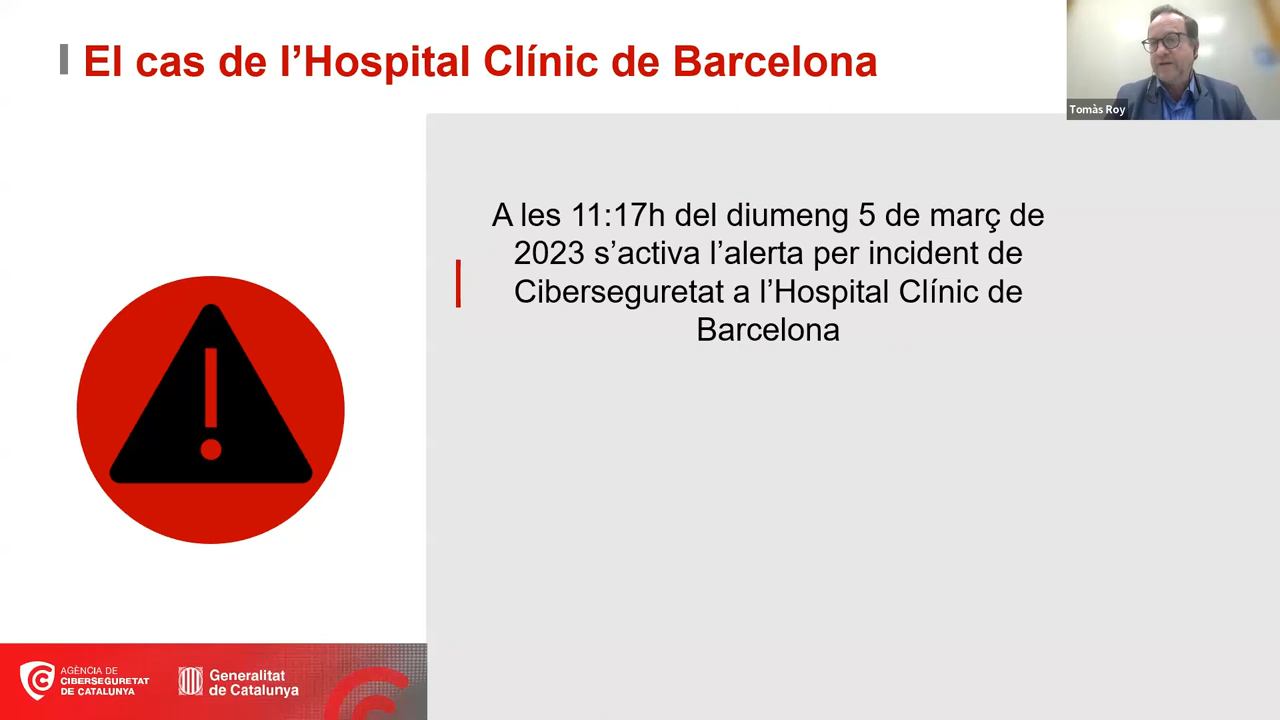 El cas de l’Hospital Clínic de Barcelona
Tomàs Roy
A les 11:17h del diumeng 5 de març de
2023 s’activa l’alerta per incident de
Ciberseguretat a l’Hospital Clínic de
Barcelona
AGÈNCIA DE
CIBERSEGURETAT
DE CATALUNYA
Generalitat
de Catalunya